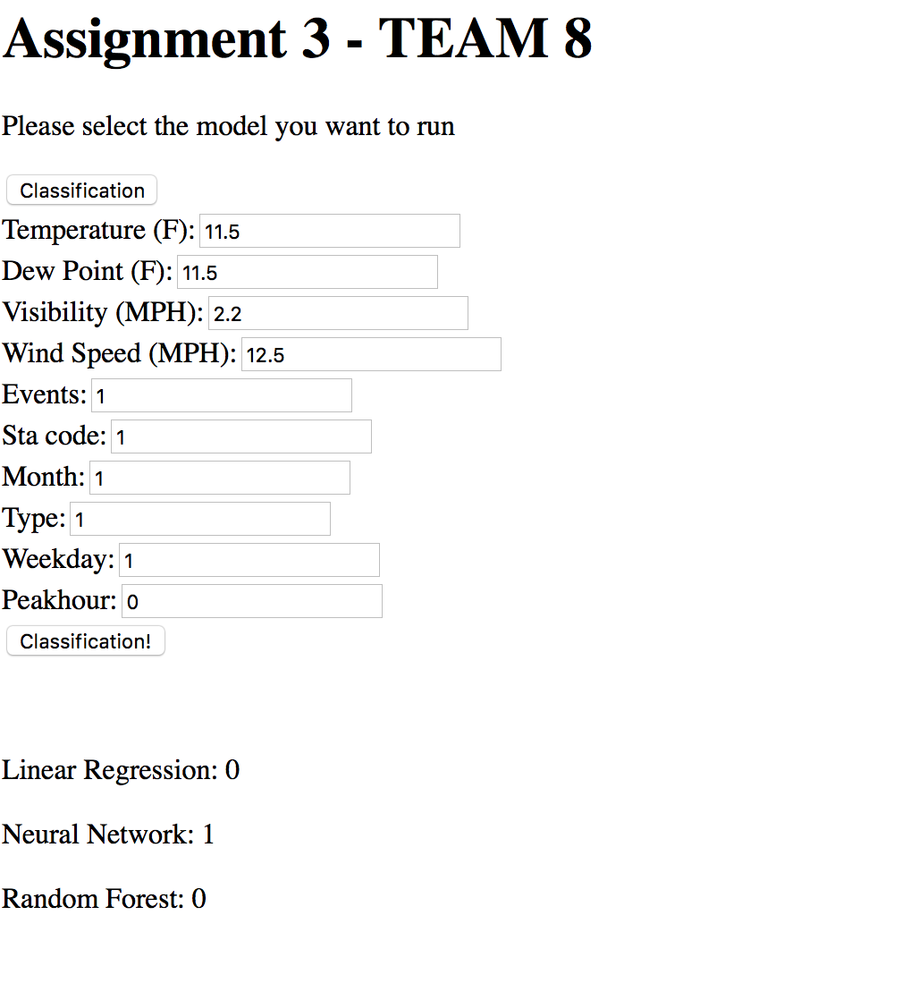 Assignment 3 - TEAM 8
Please select the model you want to run
Classification
Temperature (F): 11.5
Dew Point (F): 11.5
Visibility (MPH): 2.2
Wind Speed (MPH): 12.5
Events: 1
Sta code: 1
Month: 1
Type: 1
Weekday: 1
Peakhour: 0
Classification!
Linear Regression: 0
Neural Network: 1
Random Forest: 0